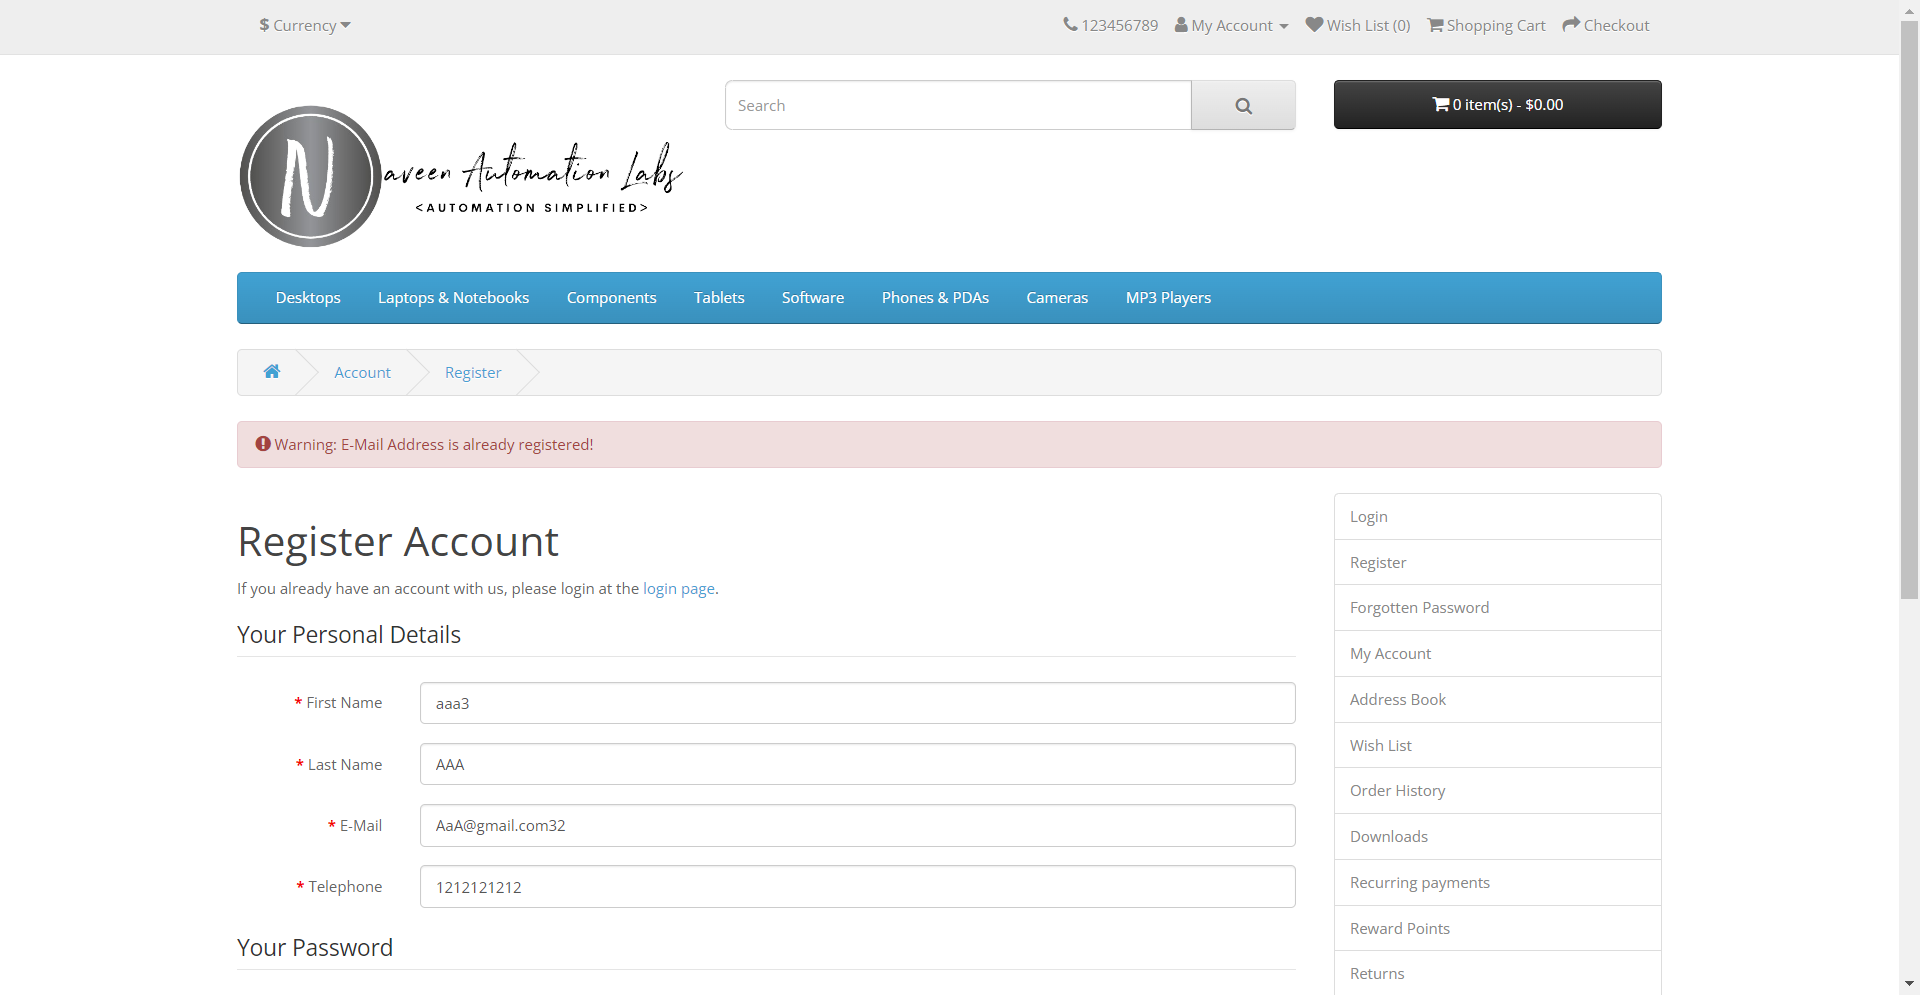 $ Currency
123456789 My Account Wish List (0) Shopping Cart Checkout
Search
0 item(s) - $0.00
N
aveen Automation Labs
<AUTOMATION SIMPLIFIED>
Desktops Laptops & Notebooks Components Tablets Software Phones & PDAs Cameras MP3 Players
Account Register
Warning: E-Mail Address is already registered!
Register Account
If you already have an account with us, please login at the login page.
Your Personal Details
* First Name aaa3
* Last Name AAA
* E-Mail AaA@gmail.com32
* Telephone 1212121212
Your Password
Login
Register
Forgotten Password
My Account
Address Book
Wish List
Order History
Downloads
Recurring payments
Reward Points
Returns